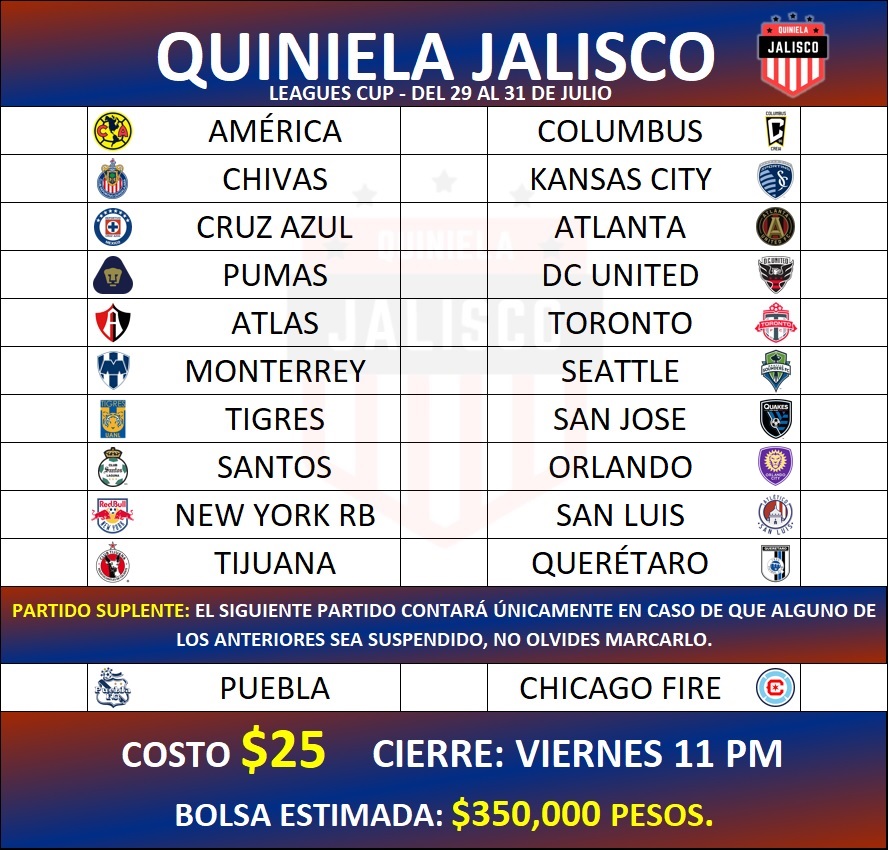 QUINIELA JALISCO
LEAGUES CUP - DEL 29 AL 31 DE JULIO
QUINIELA
JALISCO
AMÉRICA COLUMBUS
CHIVAS KANSAS CITY
CRUZ AZUL ATLANTA
PUMAS DC UNITED
ATLAS TORONTO
MONTERREY SEATTLE
TIGRES SAN JOSE
SANTOS ORLANDO
NEW YORK RB SAN LUIS
TIJUANA QUERÉTARO
PARTIDO SUPLENTE: EL SIGUIENTE PARTIDO CONTARÁ ÚNICAMENTE EN CASO DE QUE ALGUNO DE
LOS ANTERIORES SEA SUSPENDIDO, NO OLVIDES MARCARLO.
PUEBLA CHICAGO FIRE
COSTO $25 CIERRE: VIERNES 11 PM
BOLSA ESTIMADA: $350,000 PESOS.